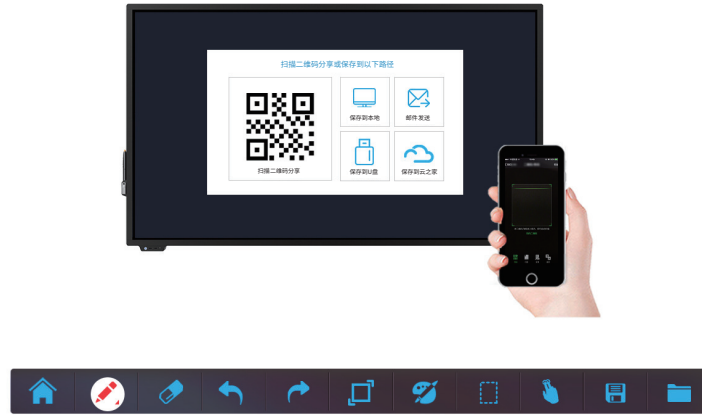 扫描二维码分享或保存到以下路径
保存到本地
邮件发送
扫描二维码分享
保存到U盘
保存到云之家